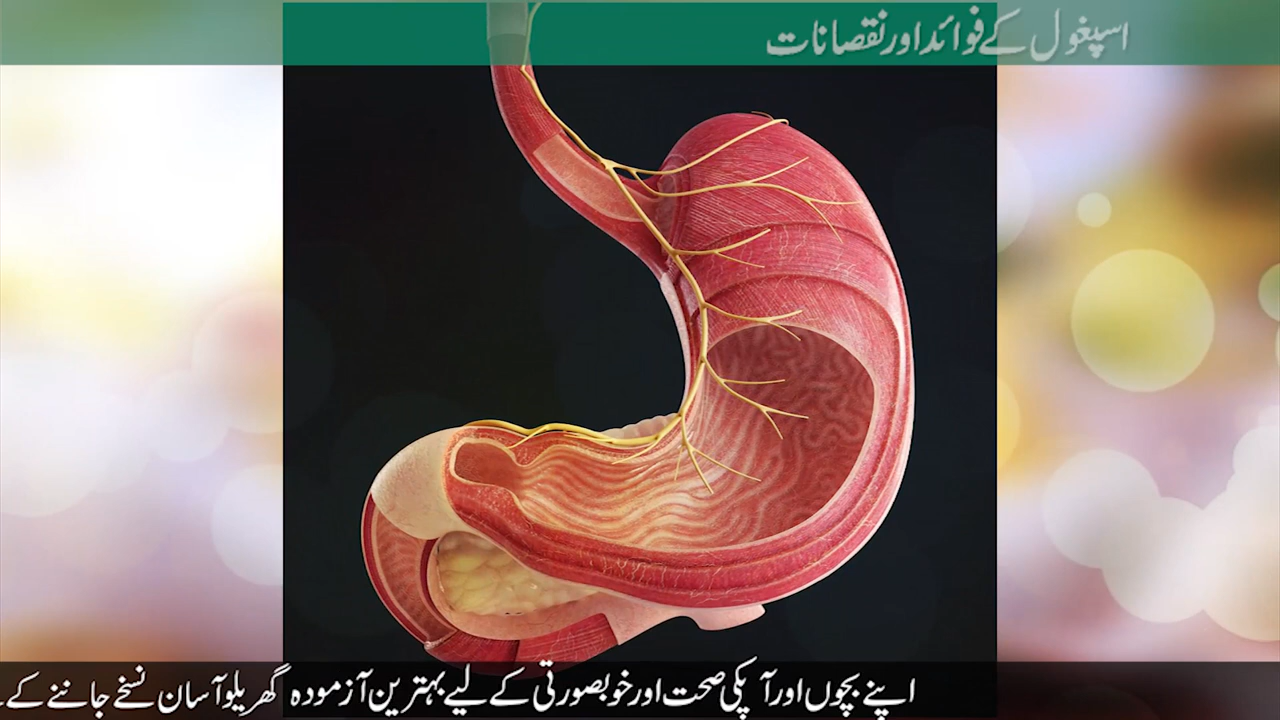 اسپغول کے فوائد اور نقصانات
اپنے بچوں اور آپکی صحت اور خوبصورتی کے لیے بہترین آزمودہ گھریلو آسان نسخے جاننے کے